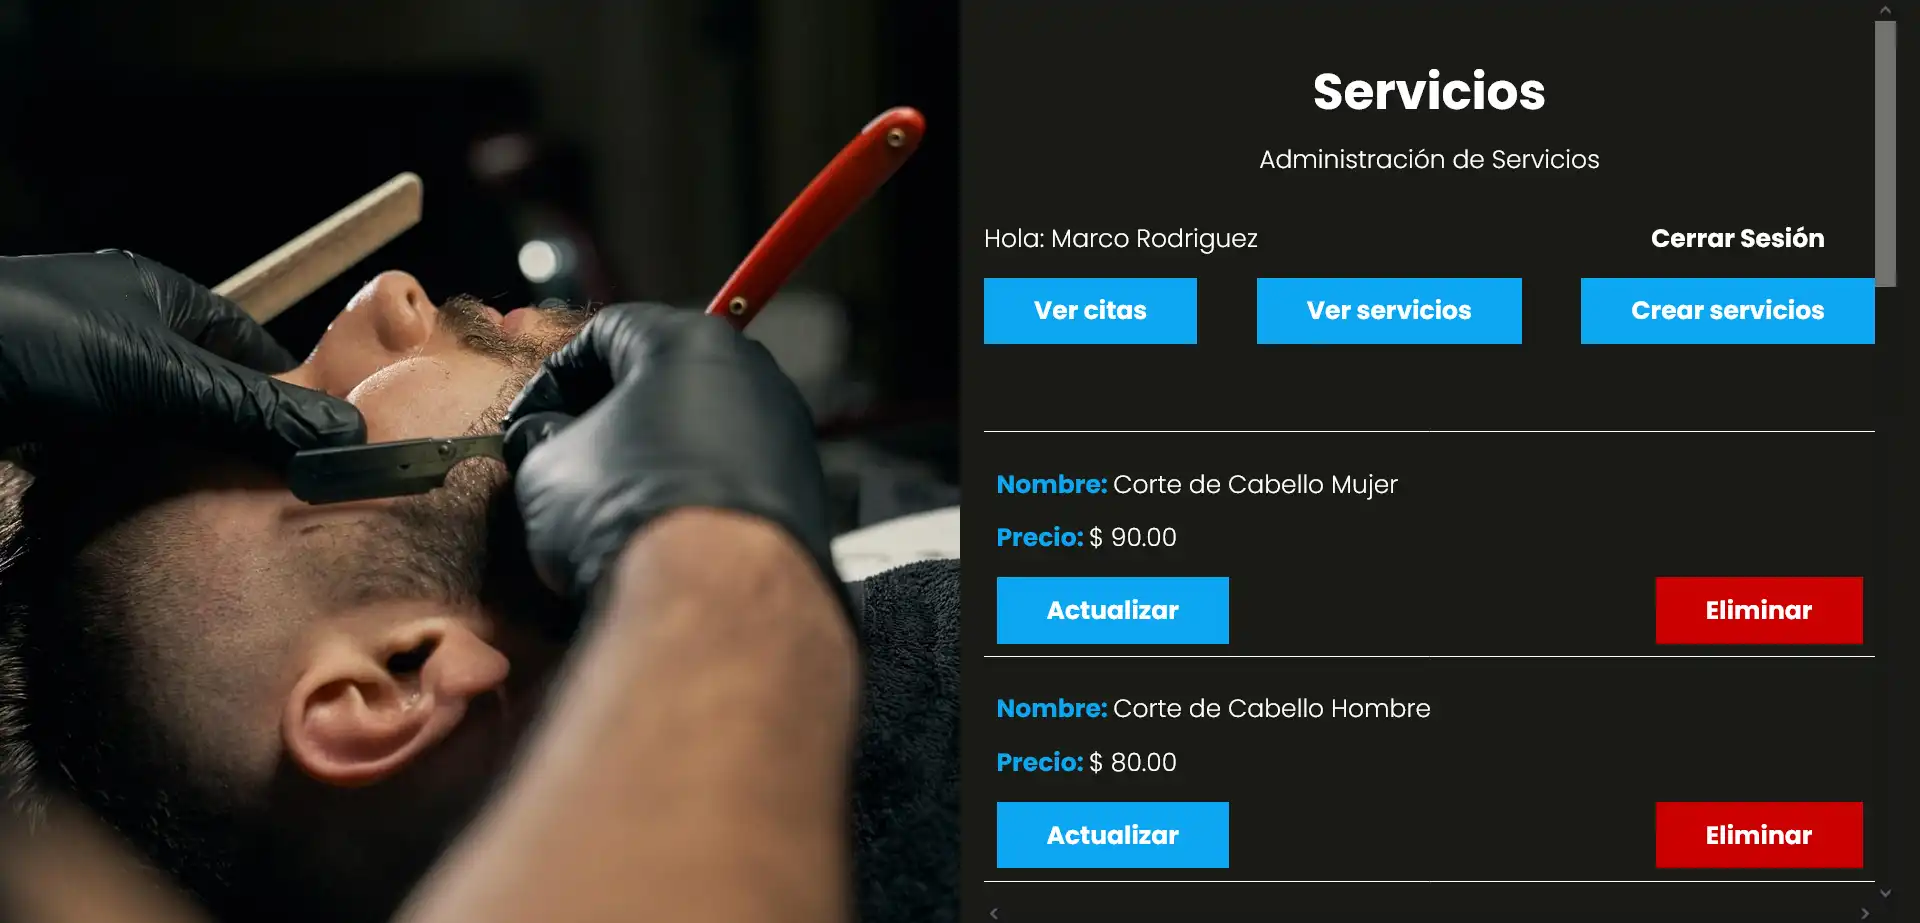 Servicios
Administración de Servicios
Hola: Marco Rodriguez
Cerrar Sesión
Ver citas
Ver servicios
Crear servicios
Nombre: Corte de Cabello Mujer
Precio: $ 90.00
Actualizar
Eliminar
Nombre: Corte de Cabello Hombre
Precio: $ 80.00
Actualizar
Eliminar